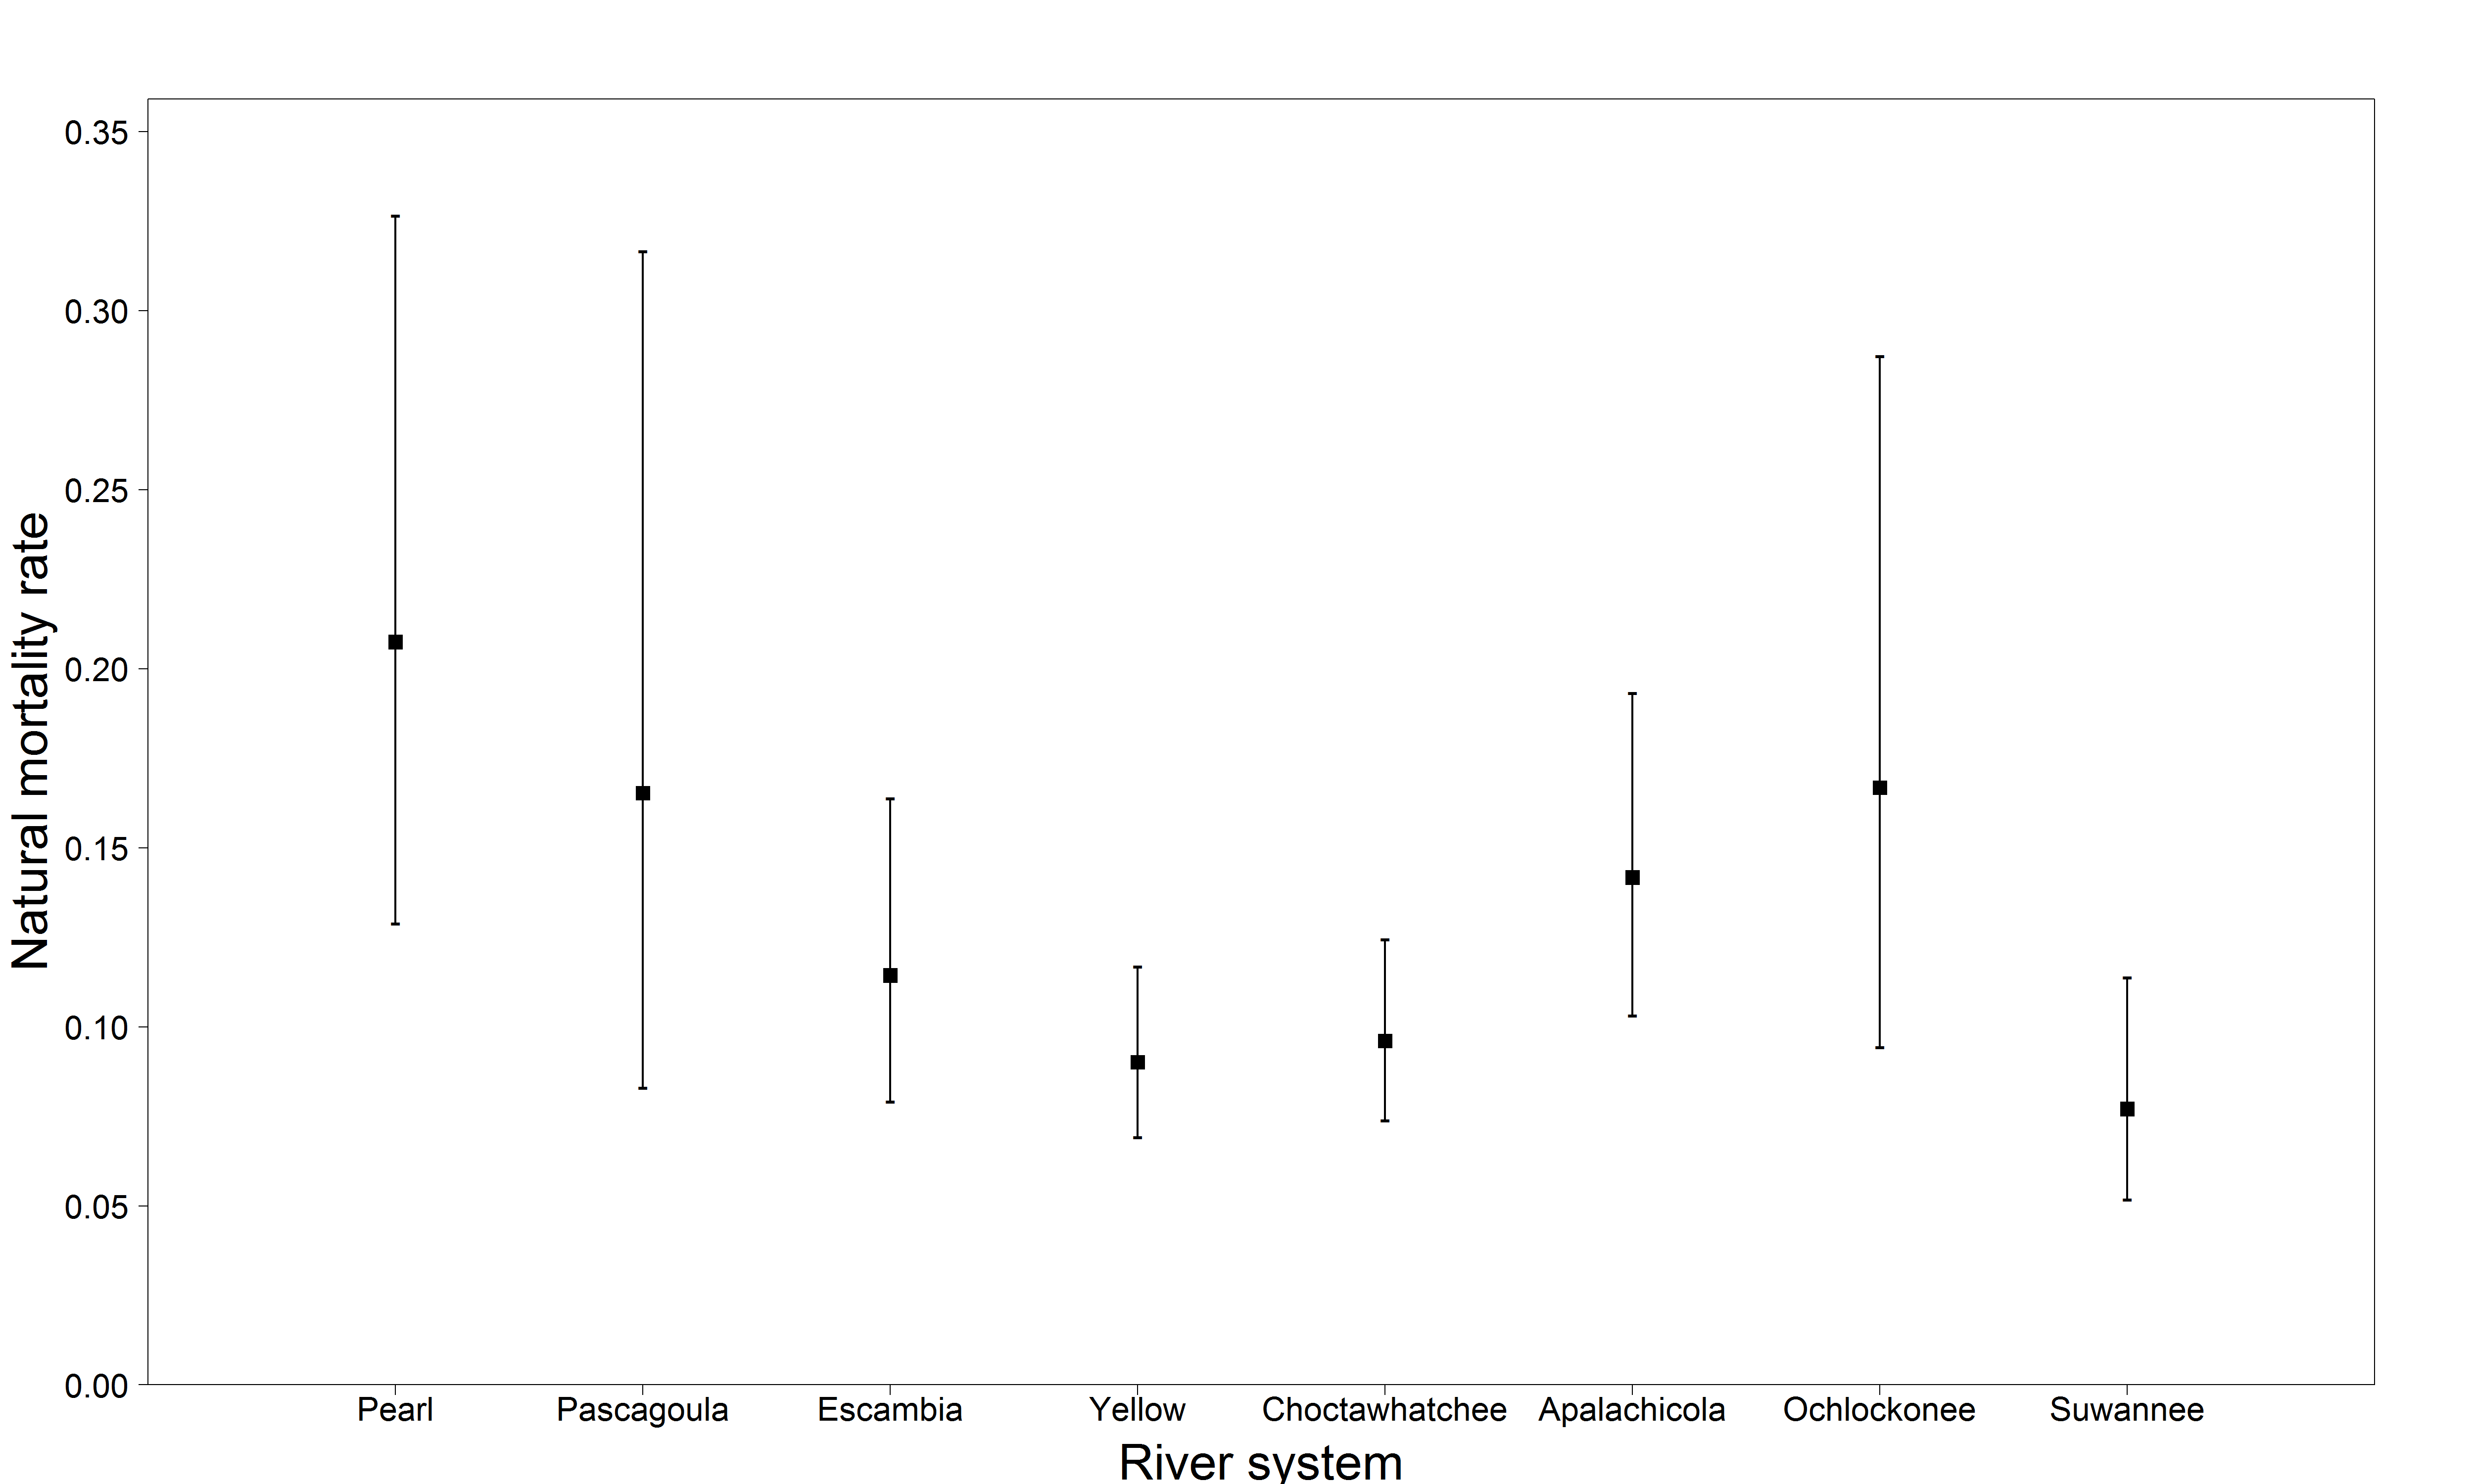 Natural mortality rate
0.35
0.30
0.25
0.20
0.15
0.10
0.05
0.00
Pearl Pascagoula Escambia Yellow Choctawhatchee Apalachicola Ochlockonee Suwannee
River system